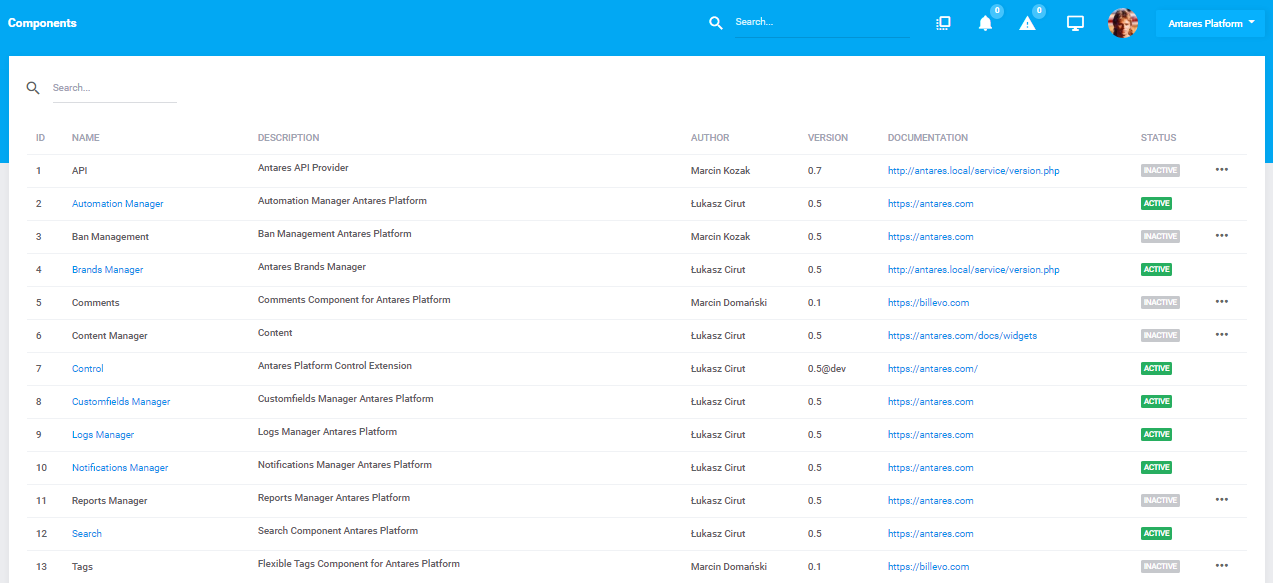 Components Search... 0 0 Antares Platform
Search...
ID NAME DESCRIPTION AUTHOR VERSION DOCUMENTATION STATUS
1 API Antares API Provider Marcin Kozak 0.7 http://antares.local/service/version.php INACTIVE
2 Automation Manager Automation Manager Antares Platform Łukasz Cirut 0.5 https://antares.com ACTIVE
3 Ban Management Ban Management Antares Platform Marcin Kozak 0.5 https://antares.com INACTIVE
4 Brands Manager Antares Brands Manager Łukasz Cirut 0.5 http://antares.local/service/version.php ACTIVE
5 Comments Comments Component for Antares Platform Marcin Domański 0.1 https://billevo.com INACTIVE
6 Content Manager Content Łukasz Cirut 0.5 https://antares.com/docs/widgets INACTIVE
7 Control Antares Platform Control Extension Łukasz Cirut 0.5@dev https://antares.com/ ACTIVE
8 Customfields Manager Customfields Manager Antares Platform Łukasz Cirut 0.5 https://antares.com ACTIVE
9 Logs Manager Logs Manager Antares Platform Łukasz Cirut 0.5 https://antares.com ACTIVE
10 Notifications Manager Notifications Manager Antares Platform Łukasz Cirut 0.5 https://antares.com ACTIVE
11 Reports Manager Reports Manager Antares Platform Łukasz Cirut 0.5 https://antares.com INACTIVE
12 Search Search Component Antares Platform Łukasz Cirut 0.5 https://antares.com ACTIVE
13 Tags Flexible Tags Component for Antares Platform Marcin Domański 0.1 https://billevo.com INACTIVE